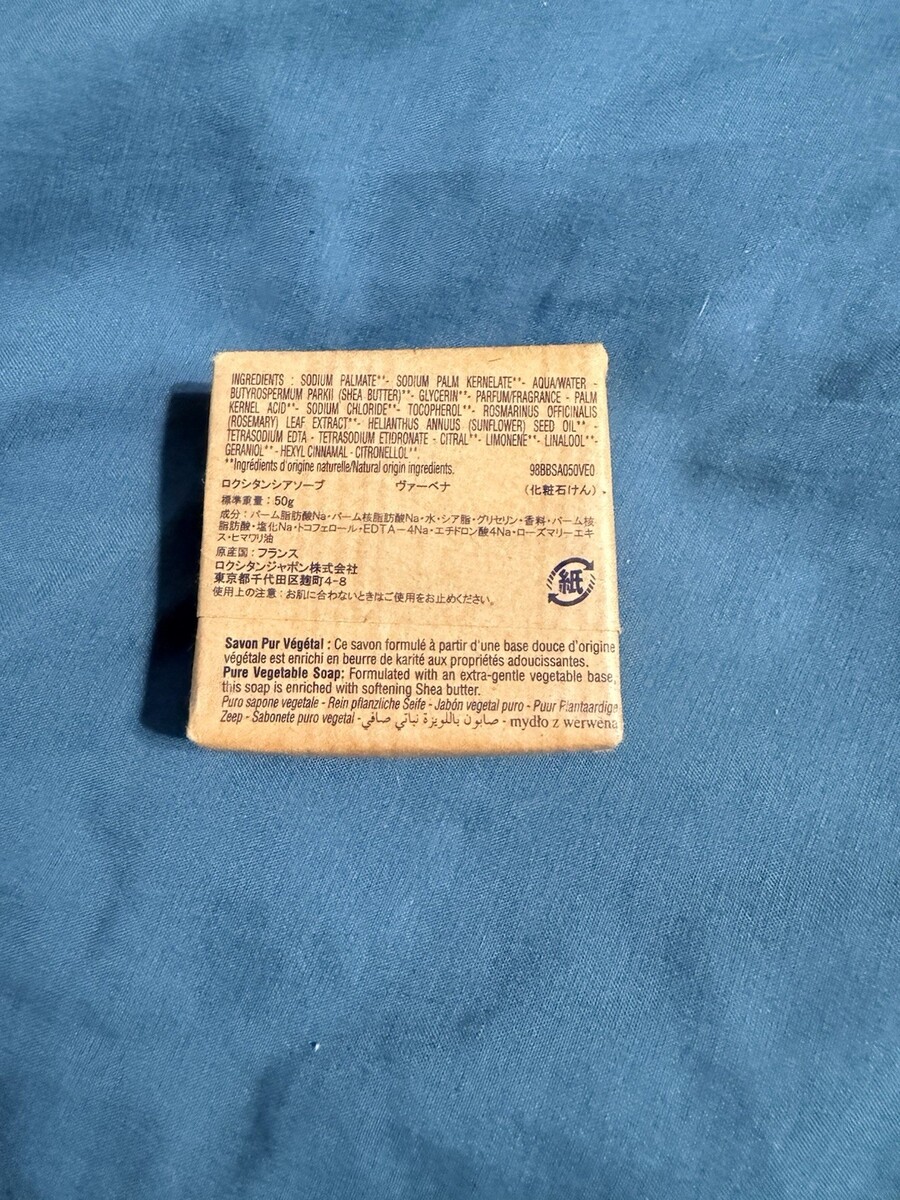 INGREDIENTS : SODIUM PALMATE**- SODIUM PALM KERNELATE**- AQUA/WATER -
BUTYROSPERMUM PARKII (SHEA BUTTER)**- GLYCERIN**- PARFUM/FRAGRANCE - PALM
KERNEL ACID**- SODIUM CHLORIDE**- TOCOPHEROL**- ROSMARINUS OFFICINALIS
(ROSEMARY) LEAF EXTRACT**- HELIANTHUS ANNUUS (SUNFLOWER) SEED OIL**-
TETRASODIUM EDTA - TETRASODIUM ETIDRONATE - CITRAL**- LIMONENE**- LINALOOL**-
GERANIOL**- HEXYL CINNAMAL - CITRONELLOL**.
**Ingrédients d'origine naturelle/Natural origin ingredients. 98BBSA050VE0
ロクシタンシアソープ ヴァーベナ (化粧石けん)
標準重量：50g
成分：パーム脂肪酸Na・パーム核脂肪酸Na・水・シア脂・グリセリン・香料・パーム核
脂肪酸・塩化Na・トコフェロール・EDTA－4Na・エチドロン酸4Na・ローズマリーエキ
ス・ヒマワリ油
原産国：フランス
ロクシタンジャポン株式会社
東京都千代田区麹町4-8
使用上の注意：お肌に合わないときはご使用をお止めください。
紙
Savon Pur Végétal : Ce savon formulé à partir d'une base douce d'origine
végétale est enrichi en beurre de karité aux propriétés adoucissantes.
Pure Vegetable Soap: Formulated with an extra-gentle vegetable base,
this soap is enriched with softening Shea butter.
Puro sapone vegetale - Rein pflanzliche Seife - Jabón vegetal puro - Puur Plantaardige
Zeep - Sabonete puro vegetal - صابون باللويزة نباتي صافي - mydło z werweną